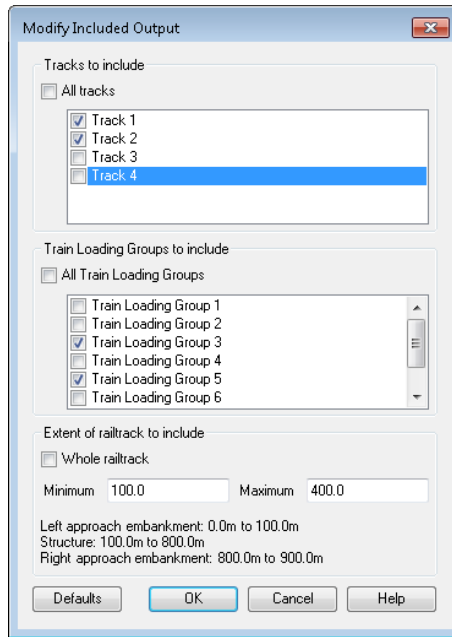 Modify Included Output
Tracks to include
All tracks
Track 1
Track 2
Track 3
Track 4
Train Loading Groups to include
All Train Loading Groups
Train Loading Group 1
Train Loading Group 2
Train Loading Group 3
Train Loading Group 4
Train Loading Group 5
Train Loading Group 6
Extent of railtrack to include
Whole railtrack
Minimum 100.0 Maximum 400.0
Left approach embankment: 0.0m to 100.0m
Structure: 100.0m to 800.0m
Right approach embankment: 800.0m to 900.0m
Defaults OK Cancel Help